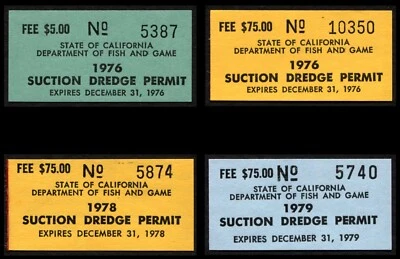 FEE $5.00 Nº 5387
STATE OF CALIFORNIA
DEPARTMENT OF FISH AND GAME
1976
SUCTION DREDGE PERMIT
EXPIRES DECEMBER 31, 1976
FEE $75.00 Nº 10350
STATE OF CALIFORNIA
DEPARTMENT OF FISH AND GAME
1976
SUCTION DREDGE PERMIT
EXPIRES DECEMBER 31, 1976
FEE $75.00 Nº 5874
STATE OF CALIFORNIA
DEPARTMENT OF FISH AND GAME
1978
SUCTION DREDGE PERMIT
EXPIRES DECEMBER 31, 1978
FEE $75.00 Nº 5740
STATE OF CALIFORNIA
DEPARTMENT OF FISH AND GAME
1979
SUCTION DREDGE PERMIT
EXPIRES DECEMBER 31, 1979